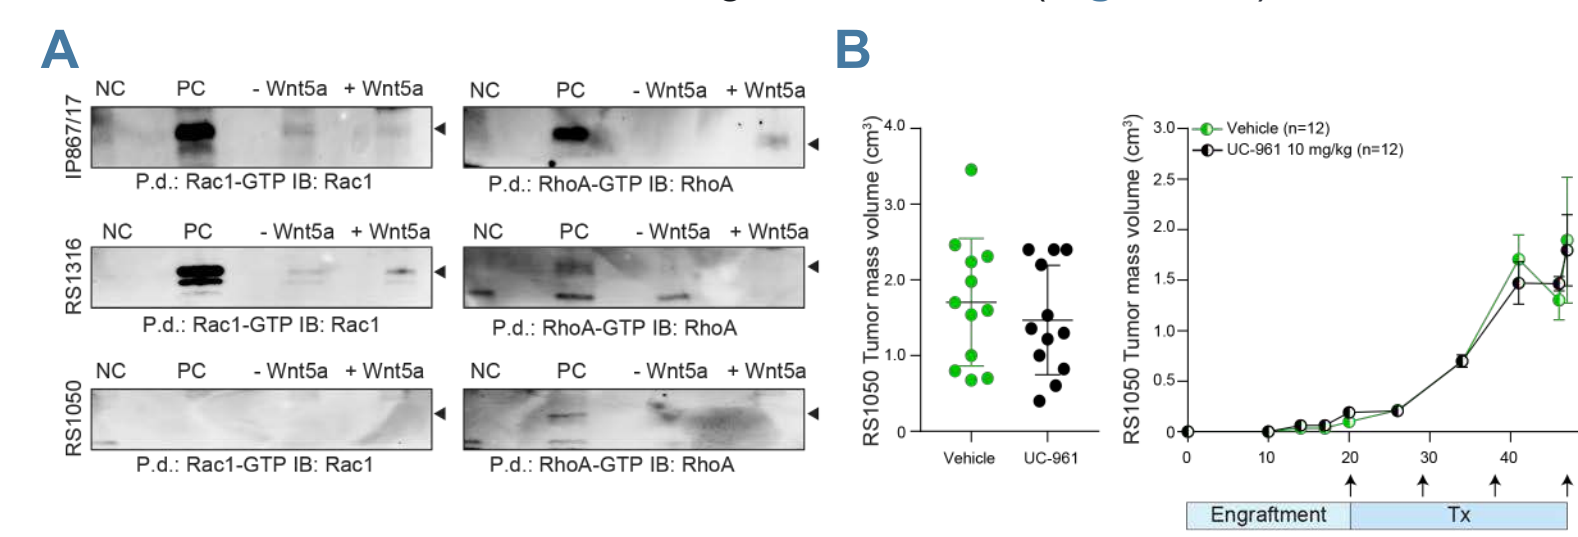 A
NC PC - Wnt5a + Wnt5a
IP867/17
P.d.: Rac1-GTP IB: Rac1
NC PC - Wnt5a + Wnt5a
P.d.: RhoA-GTP IB: RhoA
NC PC - Wnt5a + Wnt5a
RS1316
P.d.: Rac1-GTP IB: Rac1
NC PC - Wnt5a + Wnt5a
P.d.: RhoA-GTP IB: RhoA
NC PC - Wnt5a + Wnt5a
RS1050
P.d.: Rac1-GTP IB: Rac1
NC PC - Wnt5a + Wnt5a
P.d.: RhoA-GTP IB: RhoA
B
RS1050 Tumor mass volume (cm³)
4.0
3.0
2.0
1.0
0
Vehicle UC-961
RS1050 Tumor mass volume (cm³)
3.0
2.5
2.0
1.5
1.0
0.5
0
Vehicle (n=12)
UC-961 10 mg/kg (n=12)
0 10 20 30 40
Engraftment Tx